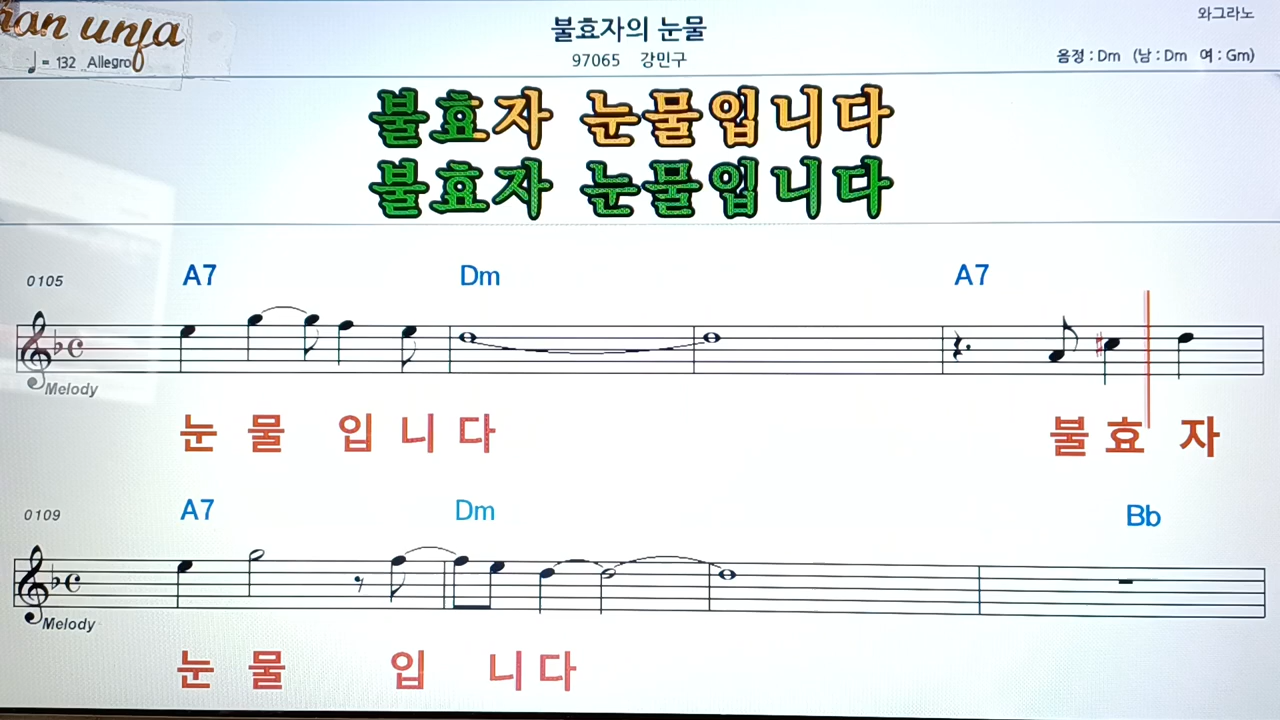 unja
불효자의 눈물
와그라노
♩ = 132 Allegro
97065 강민구
음정 : Dm (남 : Dm 여 : Gm)
불효자 눈물입니다
불효자 눈물입니다
0105 A7 Dm A7
Melody
눈 물 입 니 다 불 효 자
0109 A7 Dm Bb
Melody
눈 물 입 니 다